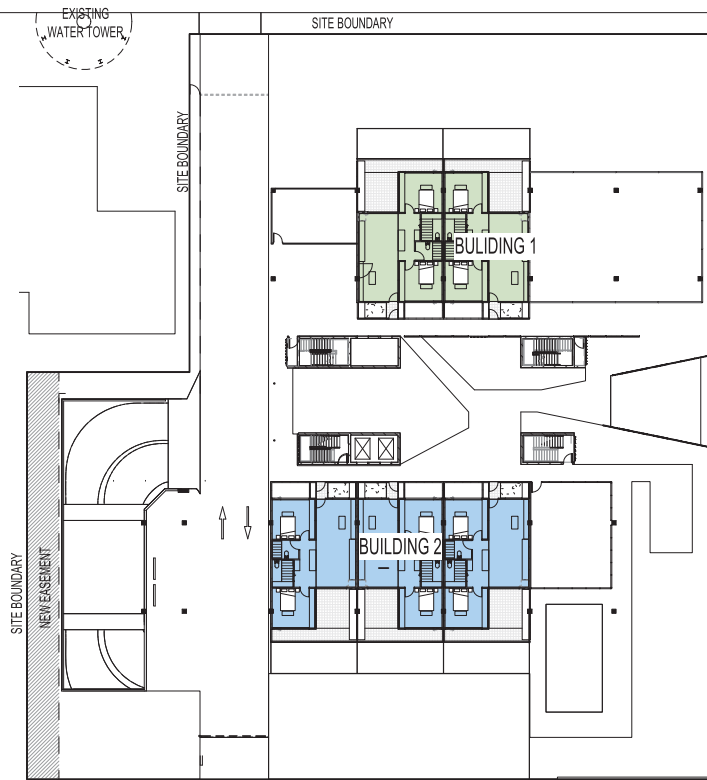 EXISTING
WATER TOWER
SITE BOUNDARY
SITE BOUNDARY
BULIDING 1
BUILDING 2
SITE BOUNDARY
NEW EASEMENT